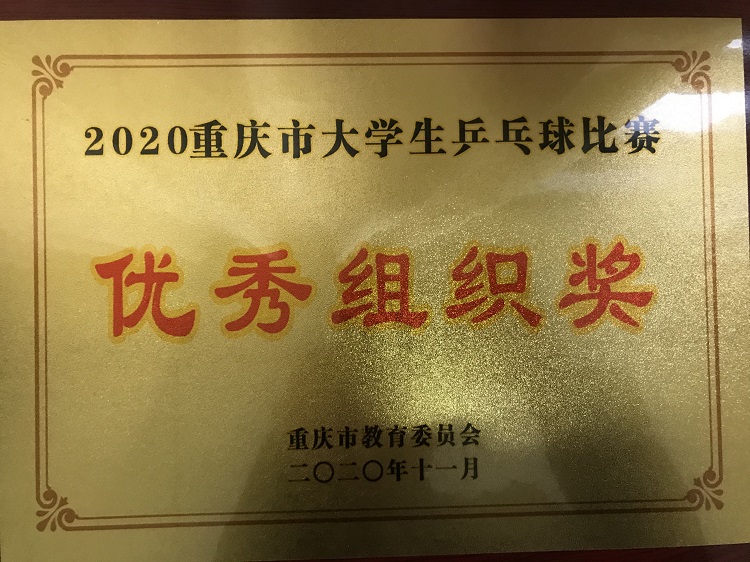 2020重庆市大学生乒乓球比赛
优秀组织奖
重庆市教育委员会
二〇二〇年十一月